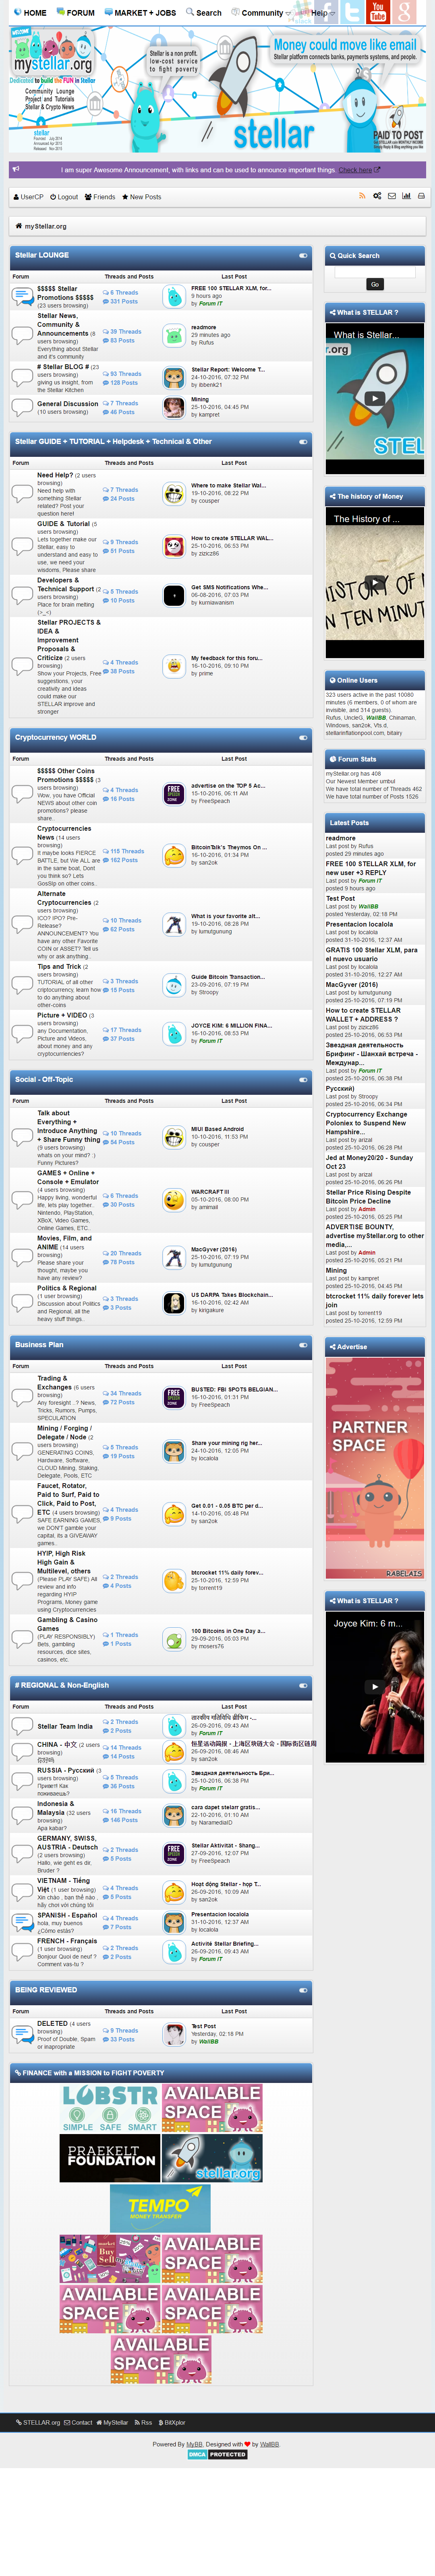 HOME FORUM MARKET + JOBS Search Community Help
WELCOME
mystellar.org
Dedicated to build the FUN in Stellar
Community Lounge
Project and Tutorials
Stellar & Crypto News
Stellar is a non profit,
low-cost service
to fight poverty
Money could move like email
Stellar platform connects banks, payments systems, and people.
stellar
PAID TO POST
I am super Awesome Announcement, with links and can be used to announce important things. Check here
UserCP Logout Friends New Posts
myStellar.org
Stellar LOUNGE
Forum Threads and Posts Last Post
$$$$$ Stellar
Promotions $$$$$
(23 users browsing)
6 Threads
331 Posts
FREE 100 STELLAR XLM, for...
9 hours ago
by Forum IT
Stellar News,
Community &
Announcements (8
users browsing)
Everything about Stellar
and it's community
39 Threads
83 Posts
readmore
29 minutes ago
by Rufus
# Stellar BLOG # (23
users browsing)
giving us insight, from
the Stellar Kitchen
93 Threads
128 Posts
Stellar Report: Welcome T...
24-10-2016, 07:32 PM
by ibbenk21
General Discussion
(10 users browsing)
7 Threads
46 Posts
Mining
25-10-2016, 04:45 PM
by kampret
Stellar GUIDE + TUTORIAL + Helpdesk + Technical & Other
Forum Threads and Posts Last Post
Need Help? (2 users
browsing)
Need help with
something Stellar
related? Post your
question here!
7 Threads
24 Posts
Where to make Stellar Wal...
19-10-2016, 08:22 PM
by cousper
GUIDE & Tutorial (5
users browsing)
Lets together make our
Stellar, easy to
understand and easy to
use, we need your
wisdoms, Please share
9 Threads
91 Posts
How to create STELLAR WAL...
25-10-2016, 06:53 PM
by zizicz86
Developers &
Technical Support (2
users browsing)
Place for brain melting
(>_<)
5 Threads
10 Posts
Get SMS Notifications Whe...
06-08-2016, 07:03 PM
by kurniawanism
Stellar PROJECTS &
IDEA &
Improvement
Proposals &
Criticize (2 users
browsing)
Show your Projects, Free
suggestions, your
creativity and ideas
could make our
STELLAR improve and
stronger
4 Threads
38 Posts
My feedback for this foru...
16-10-2016, 09:10 PM
by prime
Cryptocurrency WORLD
Forum Threads and Posts Last Post
$$$$$ Other Coins
Promotions $$$$$ (3
users browsing)
Wow, you have Official
NEWS about other coin
promotions? please
share..
4 Threads
16 Posts
advertise on the TOP 5 Ac...
15-10-2016, 06:11 AM
by FreeSpeach
Cryptocurrencies
News (14 users
browsing)
It maybe looks FIERCE
BATTLE, but We ALL are
in the same boat, Dont
you think so? Lets
GosSIp on other coins...
115 Threads
162 Posts
BitcoinTalk's Theymos On ...
16-10-2016, 01:34 PM
by san2ok
Alternate
Cryptocurrencies (2
users browsing)
ICO? IPO? Pre-
Release?
ANNOUNCEMENT? You
have any other Favorite
COIN or ASSET? Tell us
why or ask anything..
10 Threads
62 Posts
What is your favorite alt...
19-10-2016, 08:28 PM
by lumutgunung
Tips and Trick (2
users browsing)
TUTORIAL of all other
criptocurrency, learn how
to do anything about
other-coins
3 Threads
15 Posts
Guide Bitcoin Transaction...
23-09-2016, 07:19 PM
by Stroopy
Picture + VIDEO (3
users browsing)
any Documentation,
Picture and Videos,
about money and any
cryptocurrencies?
17 Threads
37 Posts
JOYCE KIM: 6 MILLION FINA...
16-10-2016, 08:53 PM
by Forum IT
Social - Off-Topic
Forum Threads and Posts Last Post
Talk about
Everything +
Introduce Anything
+ Share Funny thing
(5 users browsing)
whats on your mind? ;)
Funny Pictures?
10 Threads
54 Posts
MIUI Based Android
10-10-2016, 11:53 PM
by cousper
GAMES + Online +
Console + Emulator
(4 users browsing)
Happy living, wonderful
life, lets play together..
Nintendo, PlayStation,
XBoX, Video Games,
Online Games, ETC..
6 Threads
30 Posts
WARCRAFT III
05-10-2016, 08:00 PM
by amimail
Movies, Film, and
ANIME (14 users
browsing)
Please share your
thought, maybe you
have any review?
20 Threads
78 Posts
MacGyver (2016)
25-10-2016, 07:19 PM
by lumutgunung
Politics & Regional
(1 user browsing)
Discussion about Politics
and Regional, all the
heavy stuff things..
3 Threads
3 Posts
US DARPA Takes Blockchain...
16-10-2016, 02:42 AM
by kirigakure
Business Plan
Forum Threads and Posts Last Post
Trading &
Exchanges (6 users
browsing)
Any foresight ..? News,
Tricks, Rumors, Pumps,
SPECULATION
34 Threads
72 Posts
BUSTED: FBI SPOTS BELGIAN...
16-10-2016, 01:31 PM
by FreeSpeach
Mining / Forging /
Delegate / Node (2
users browsing)
GENERATING COINS,
Hardware, Software,
CLOUD Mining, Staking,
Delegate, Pools, ETC
5 Threads
19 Posts
Share your mining rig her...
24-10-2016, 12:05 PM
by localola
Faucet, Rotator,
Paid to Surf, Paid to
Click, Paid to Post,
ETC (4 users browsing)
SAFE EARNING GAMES,
we DON'T gamble your
capital, its a GIVEAWAY
games..
4 Threads
9 Posts
Get 0.01 - 0.05 BTC per d...
14-10-2016, 05:48 PM
by san2ok
HYIP, High Risk
High Gain &
Multilevel, others
(Please PLAY SAFE) All
review and info
regarding HYIP
Programs, Money game
using Cryptocurrencies
2 Threads
4 Posts
btcrocket 11% daily forev...
25-10-2016, 12:59 PM
by torrent19
Gambling & Casino
Games
(PLAY RESPONSIBLY)
Bets, gambling
resources, dice sites,
casinos, etc.
1 Threads
1 Posts
100 Bitcoins in One Day a...
29-09-2016, 05:03 PM
by mosers76
# REGIONAL & Non-English
Forum Threads and Posts Last Post
Stellar Team India
2 Threads
2 Posts
26-09-2016, 09:43 AM
by Forum IT
CHINA - 中文 (2 users
browsing)
你好吗
14 Threads
14 Posts
恒星活动简报 - 上海区块链大会 - 国际街区链周
26-09-2016, 08:46 AM
by san2ok
RUSSIA - Русский (3
users browsing)
Привет! Как
поживаешь?
8 Threads
36 Posts
Звездная деятельность Бри...
25-10-2016, 06:38 PM
by Forum IT
Indonesia &
Malaysia (32 users
browsing)
Apa kabar?
16 Threads
146 Posts
cara dapet stelarr gratis...
22-10-2016, 01:10 AM
by NaramediaID
GERMANY, SWISS,
AUSTRIA - Deutsch
(2 users browsing)
Hallo, wie geht es dir,
Bruder ?
2 Threads
5 Posts
Stellar Aktivität - Shang...
27-09-2016, 12:07 PM
by FreeSpeach
VIETNAM - Tiếng
Việt (1 user browsing)
Xin chào , bạn thế nào ,
hãy chơi với chúng tôi
4 Threads
5 Posts
Hoạt động Stellar - họp T...
26-09-2016, 10:09 AM
by san2ok
SPANISH - Español
hola, muy buenos
¿Cómo estás?
4 Threads
7 Posts
Presentacion localola
31-10-2016, 12:37 AM
by localola
FRENCH - Français
(1 user browsing)
Bonjour Quoi de neuf ?
Comment vas-tu ?
2 Threads
2 Posts
Activité Stellar Briefing...
26-09-2016, 09:43 AM
by Forum IT
BEING REVIEWED
Forum Threads and Posts Last Post
DELETED (4 users
browsing)
Proof of Double, Spam
or inapropriate
9 Threads
33 Posts
Test Post
Yesterday, 02:18 PM
by WallBB
FINANCE with a MISSION to FIGHT POVERTY
LOBSTR
SIMPLE SAFE SMART
AVAILABLE SPACE
PRAEKELT FOUNDATION
stellar.org
TEMPO
MONEY TRANSFER
Buy Sell
AVAILABLE SPACE
AVAILABLE SPACE
AVAILABLE SPACE
AVAILABLE SPACE
Quick Search
Go
What is STELLAR ?
What is Stellar...
The history of Money
The History of ...
HISTORY OF
N TEN MINUT
Online Users
323 users active in the past 10080
minutes (6 members, 0 of whom are
invisible, and 314 guests).
Rufus, UncleG, WallBB, Chinaman,
Windows, san2ok, Vts.d,
stellarinflationpool.com, bitairy
Forum Stats
myStellar.org has 408
Our Newest Member umbul
We have total number of Threads 462
We have total number of Posts 1526
Latest Posts
readmore
Last post by Rufus
posted 29 minutes ago
FREE 100 STELLAR XLM, for
new user +3 REPLY
Last post by Forum IT
posted 9 hours ago
Test Post
Last post by WallBB
posted Yesterday, 02:18 PM
Presentacion localola
Last post by localola
posted 31-10-2016, 12:37 AM
GRATIS 100 Stellar XLM, para
el nuevo usuario
Last post by localola
posted 31-10-2016, 12:27 AM
MacGyver (2016)
Last post by lumutgunung
posted 25-10-2016, 07:19 PM
How to create STELLAR
WALLET + ADDRESS ?
Last post by zizicz86
posted 25-10-2016, 06:53 PM
Звездная деятельность
Брифинг - Шанхай встреча -
Междунар...
Last post by Forum IT
posted 25-10-2016, 06:38 PM
Русский)
Last post by Stroopy
posted 25-10-2016, 06:34 PM
Cryptocurrency Exchange
Poloniex to Suspend New
Hampshire...
Last post by arizal
posted 25-10-2016, 06:28 PM
Jed at Money20/20 - Sunday
Oct 23
Last post by arizal
posted 25-10-2016, 06:26 PM
Stellar Price Rising Despite
Bitcoin Price Decline
Last post by Admin
posted 25-10-2016, 05:25 PM
ADVERTISE BOUNTY,
advertise myStellar.org to other
media,...
Last post by Admin
posted 25-10-2016, 05:21 PM
Mining
Last post by kampret
posted 25-10-2016, 04:45 PM
btcrocket 11% daily forever lets
join
Last post by torrent19
posted 25-10-2016, 12:59 PM
Advertise
PARTNER
SPACE
RABELAIS
What is STELLAR ?
Joyce Kim: 6 m...
STELLAR.org Contact MyStellar Rss BitXplor
Powered By MyBB, Designed with by WallBB.
DMCA PROTECTED